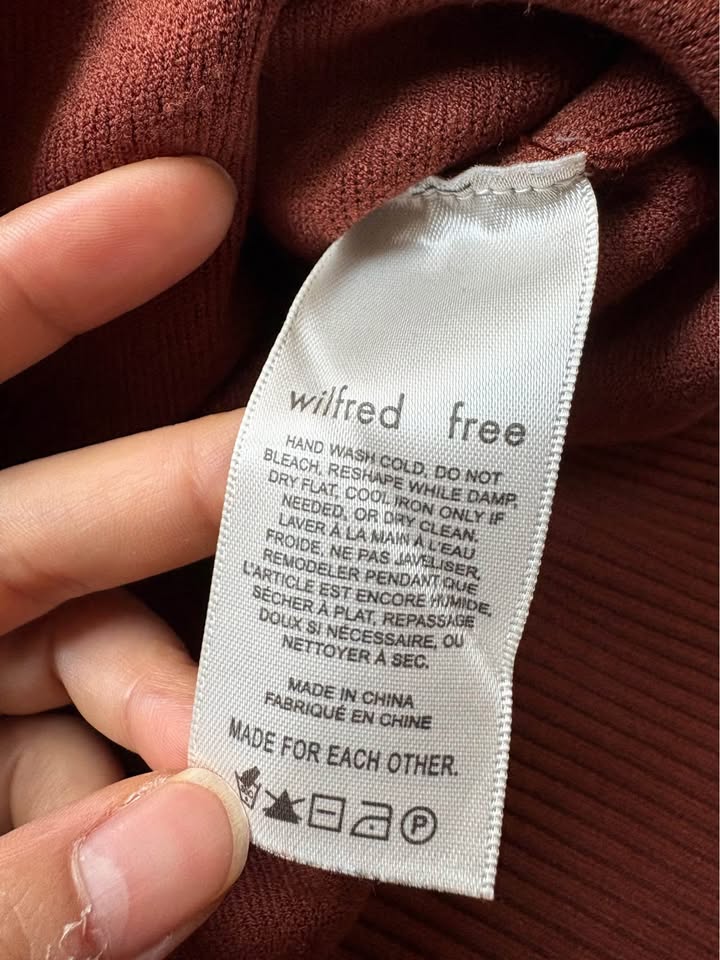 wilfred free
HAND WASH COLD, DO NOT
BLEACH, RESHAPE WHILE DAMP,
DRY FLAT, COOL IRON ONLY IF
NEEDED, OR DRY CLEAN.
LAVER À LA MAIN À L'EAU
FROIDE, NE PAS JAVELISER,
REMODELER PENDANT QUE
L'ARTICLE EST ENCORE HUMIDE,
SÉCHER À PLAT, REPASSAGE
DOUX SI NÉCESSAIRE, OU
NETTOYER À SEC.
MADE IN CHINA
FABRIQUÉ EN CHINE
MADE FOR EACH OTHER.
P